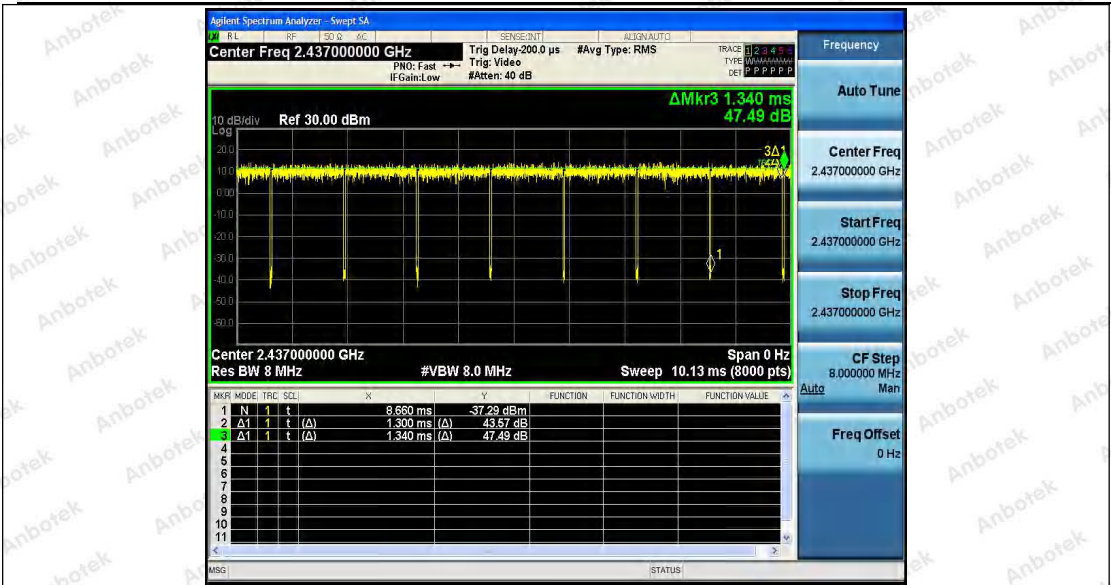 Agilent Spectrum Analyzer - Swept SA
RL RF 50 Ω AC SENSE:INT ALIGNAUTO
Center Freq 2.437000000 GHz
PNO: Fast
IFGain:Low
Trig Delay-200.0 µs
Trig: Video
#Atten: 40 dB
#Avg Type: RMS
TRACE 1 2 3 4 5 6
TYPE
DET P P P P P P
ΔMkr3 1.340 ms
47.49 dB
10 dB/div Ref 30.00 dBm
Log
20.0
10.0
0.00
-10.0
-20.0
-30.0
-40.0
-50.0
-60.0
3Δ1
1
Center 2.437000000 GHz Span 0 Hz
Res BW 8 MHz #VBW 8.0 MHz Sweep 10.13 ms (8000 pts)
MKR MODE TRC SCL X Y FUNCTION FUNCTION WIDTH FUNCTION VALUE
1 N 1 t 8.660 ms -37.29 dBm
2 Δ1 1 t (Δ) 1.300 ms (Δ) 43.57 dB
3 Δ1 1 t (Δ) 1.340 ms (Δ) 47.49 dB
4
5
6
7
8
9
10
11
MSG STATUS
Frequency
Auto Tune
Center Freq
2.437000000 GHz
Start Freq
2.437000000 GHz
Stop Freq
2.437000000 GHz
CF Step
8.000000 MHz
Auto Man
Freq Offset
0 Hz
Anbotek